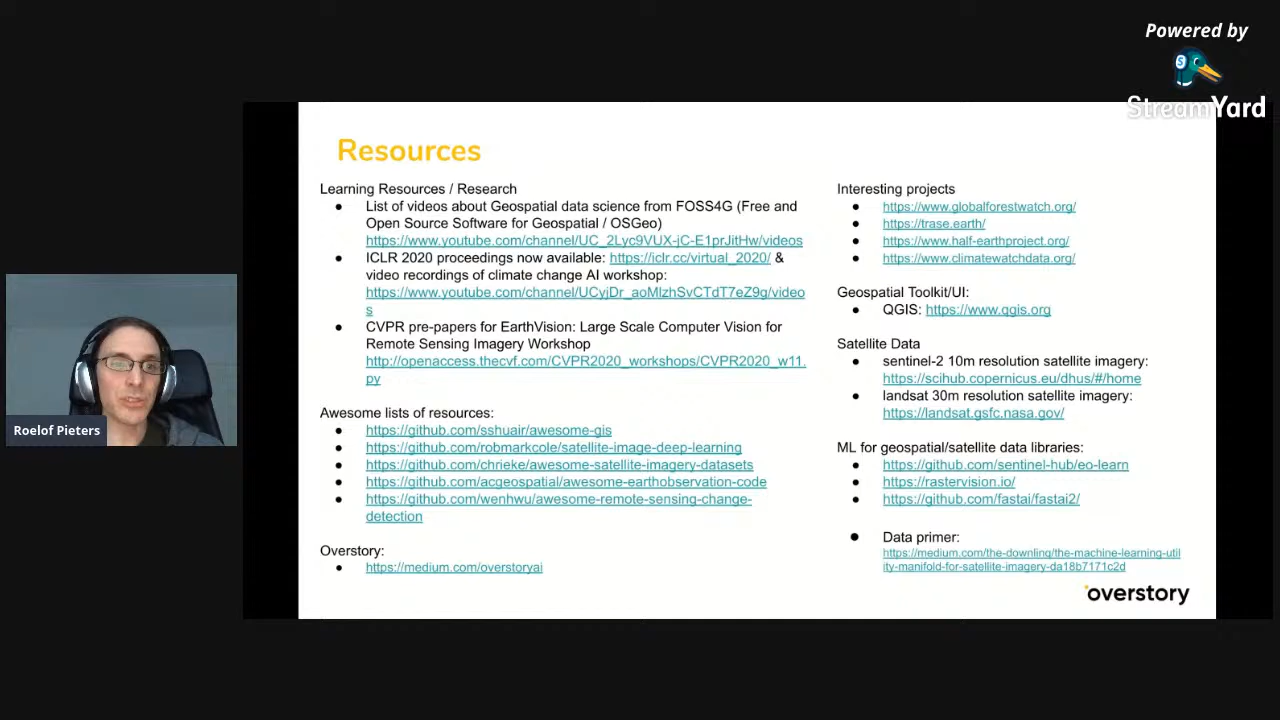 Powered by
StreamYard
Resources
Learning Resources / Research
● List of videos about Geospatial data science from FOSS4G (Free and
Open Source Software for Geospatial / OSGeo)
https://www.youtube.com/channel/UC_2Lyc9VUX-jC-E1prJitHw/videos
● ICLR 2020 proceedings now available: https://iclr.cc/virtual_2020/ &
video recordings of climate change AI workshop:
https://www.youtube.com/channel/UCyjDr_aoMlzhSvCTdT7eZ9g/video
s
● CVPR pre-papers for EarthVision: Large Scale Computer Vision for
Remote Sensing Imagery Workshop
http://openaccess.thecvf.com/CVPR2020_workshops/CVPR2020_w11.
py
Awesome lists of resources:
● https://github.com/sshuair/awesome-gis
● https://github.com/robmarkcole/satellite-image-deep-learning
● https://github.com/chrieke/awesome-satellite-imagery-datasets
● https://github.com/acgeospatial/awesome-earthobservation-code
● https://github.com/wenhwu/awesome-remote-sensing-change-
detection
Overstory:
● https://medium.com/overstoryai
Interesting projects
● https://www.globalforestwatch.org/
● https://trase.earth/
● https://www.half-earthproject.org/
● https://www.climatewatchdata.org/
Geospatial Toolkit/UI:
● QGIS: https://www.qgis.org
Satellite Data
● sentinel-2 10m resolution satellite imagery:
https://scihub.copernicus.eu/dhus/#/home
● landsat 30m resolution satellite imagery:
https://landsat.gsfc.nasa.gov/
ML for geospatial/satellite data libraries:
● https://github.com/sentinel-hub/eo-learn
● https://rastervision.io/
● https://github.com/fastai/fastai2/
● Data primer:
https://medium.com/the-downling/the-machine-learning-util
ity-manifold-for-satellite-imagery-da18b7171c2d
overstory
Roelof Pieters